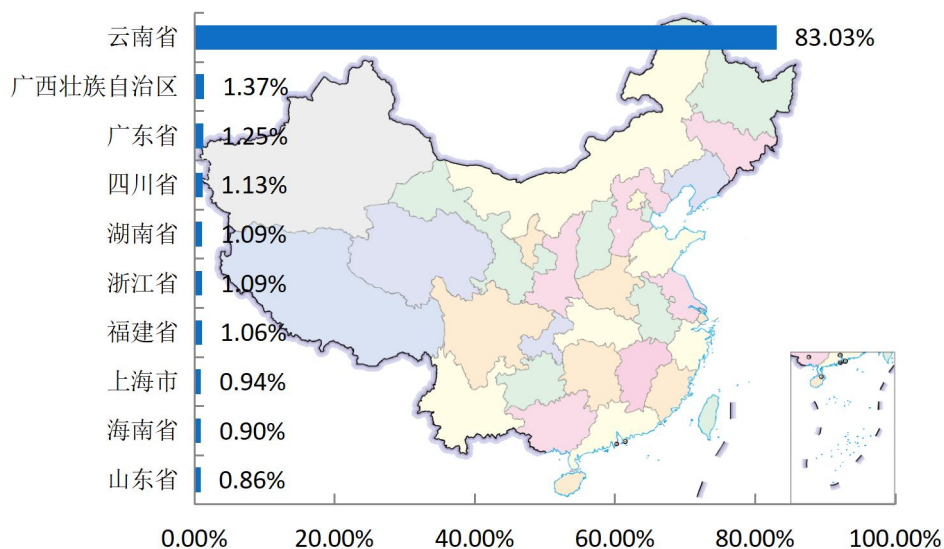 云南省 83.03%
广西壮族自治区 1.37%
广东省 1.25%
四川省 1.13%
湖南省 1.09%
浙江省 1.09%
福建省 1.06%
上海市 0.94%
海南省 0.90%
山东省 0.86%
0.00% 20.00% 40.00% 60.00% 80.00% 100.00%